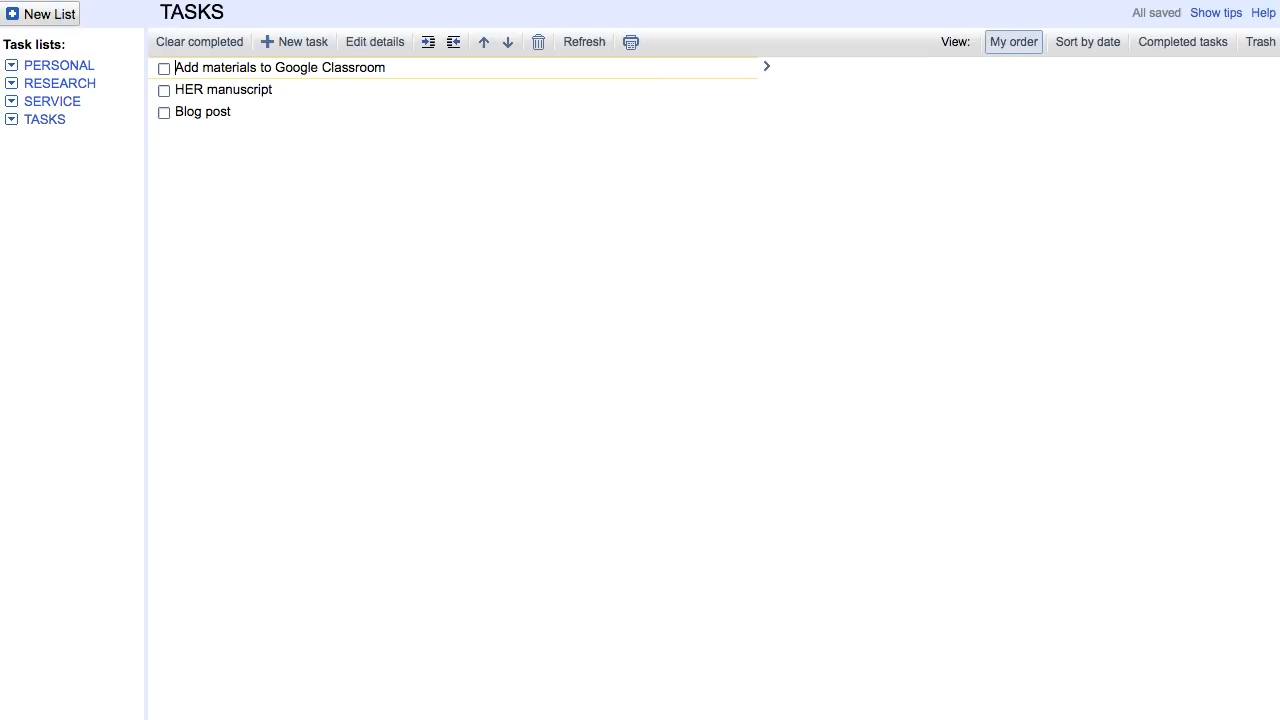 New List
TASKS
All saved Show tips Help
Task lists:
PERSONAL
RESEARCH
SERVICE
TASKS
Clear completed New task Edit details Refresh View: My order Sort by date Completed tasks Trash
Add materials to Google Classroom
HER manuscript
Blog post